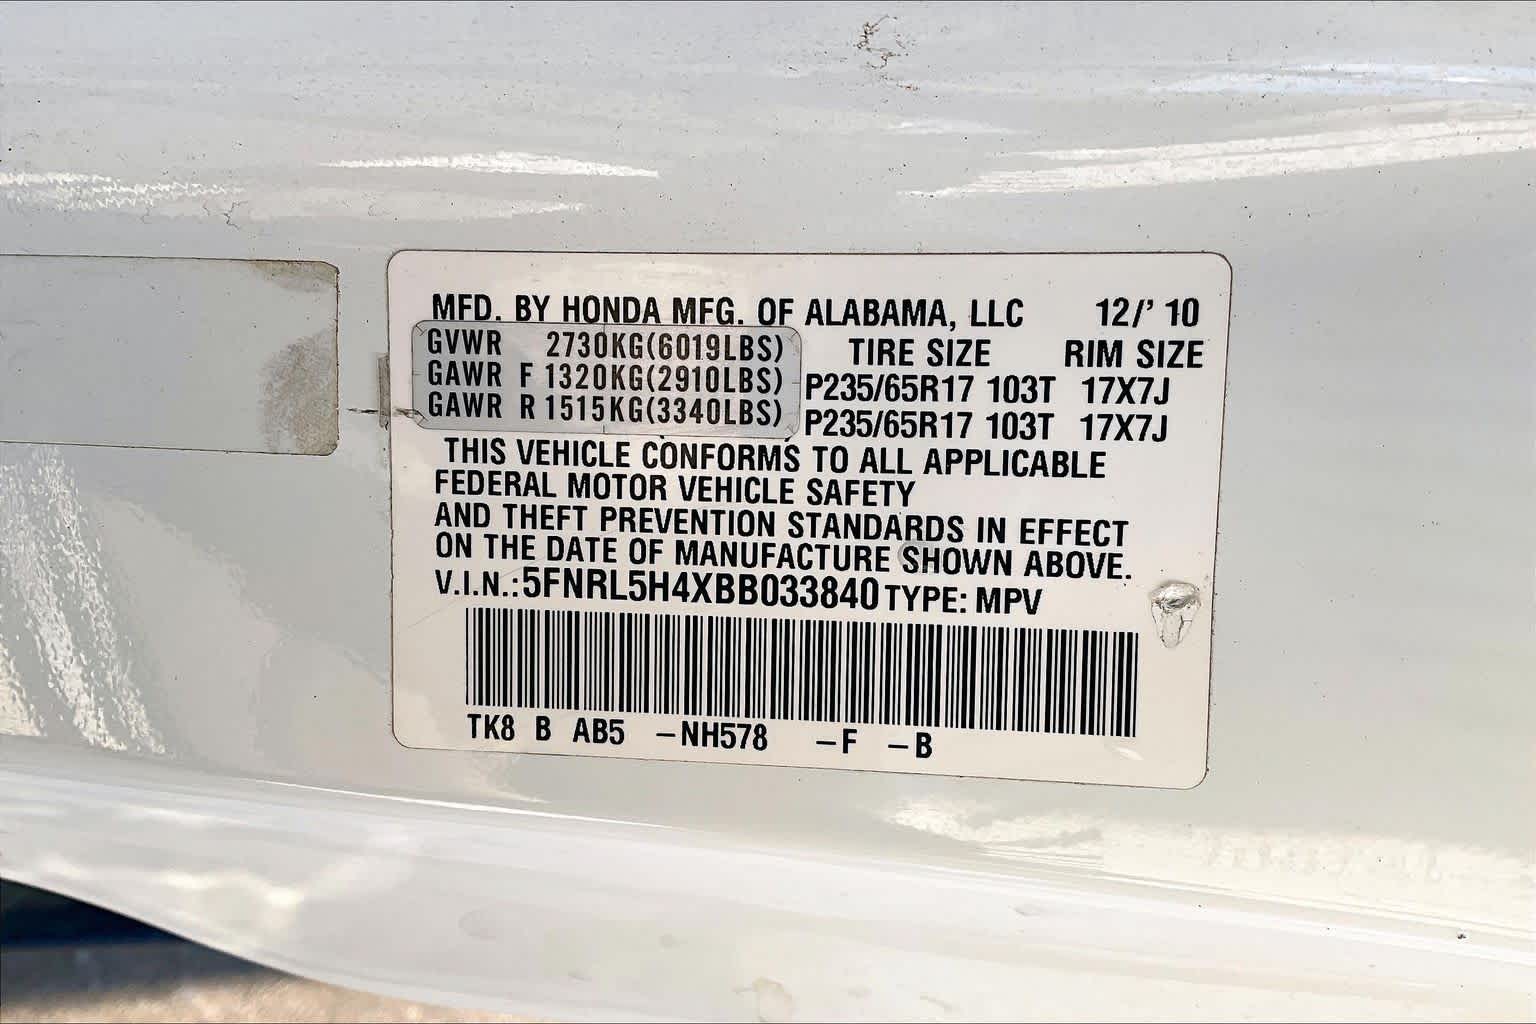 MFD. BY HONDA MFG. OF ALABAMA, LLC 12/' 10
GVWR 2730KG(6019LBS) TIRE SIZE RIM SIZE
GAWR F 1320KG(2910LBS) P235/65R17 103T 17X7J
GAWR R 1515KG(3340LBS) P235/65R17 103T 17X7J
THIS VEHICLE CONFORMS TO ALL APPLICABLE
FEDERAL MOTOR VEHICLE SAFETY
AND THEFT PREVENTION STANDARDS IN EFFECT
ON THE DATE OF MANUFACTURE SHOWN ABOVE.
V.I.N.: 5FNRL5H4XBB033840 TYPE: MPV
TK8 B AB5 –NH578 –F –B